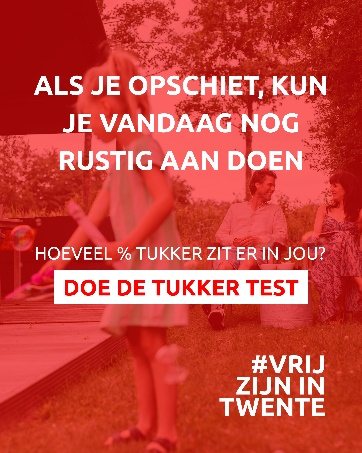 ALS JE OPSCHIET, KUN
JE VANDAAG NOG
RUSTIG AAN DOEN
HOEVEEL % TUKKER ZIT ER IN JOU?
DOE DE TUKKER TEST
#VRIJ
ZIJN IN
TWENTE